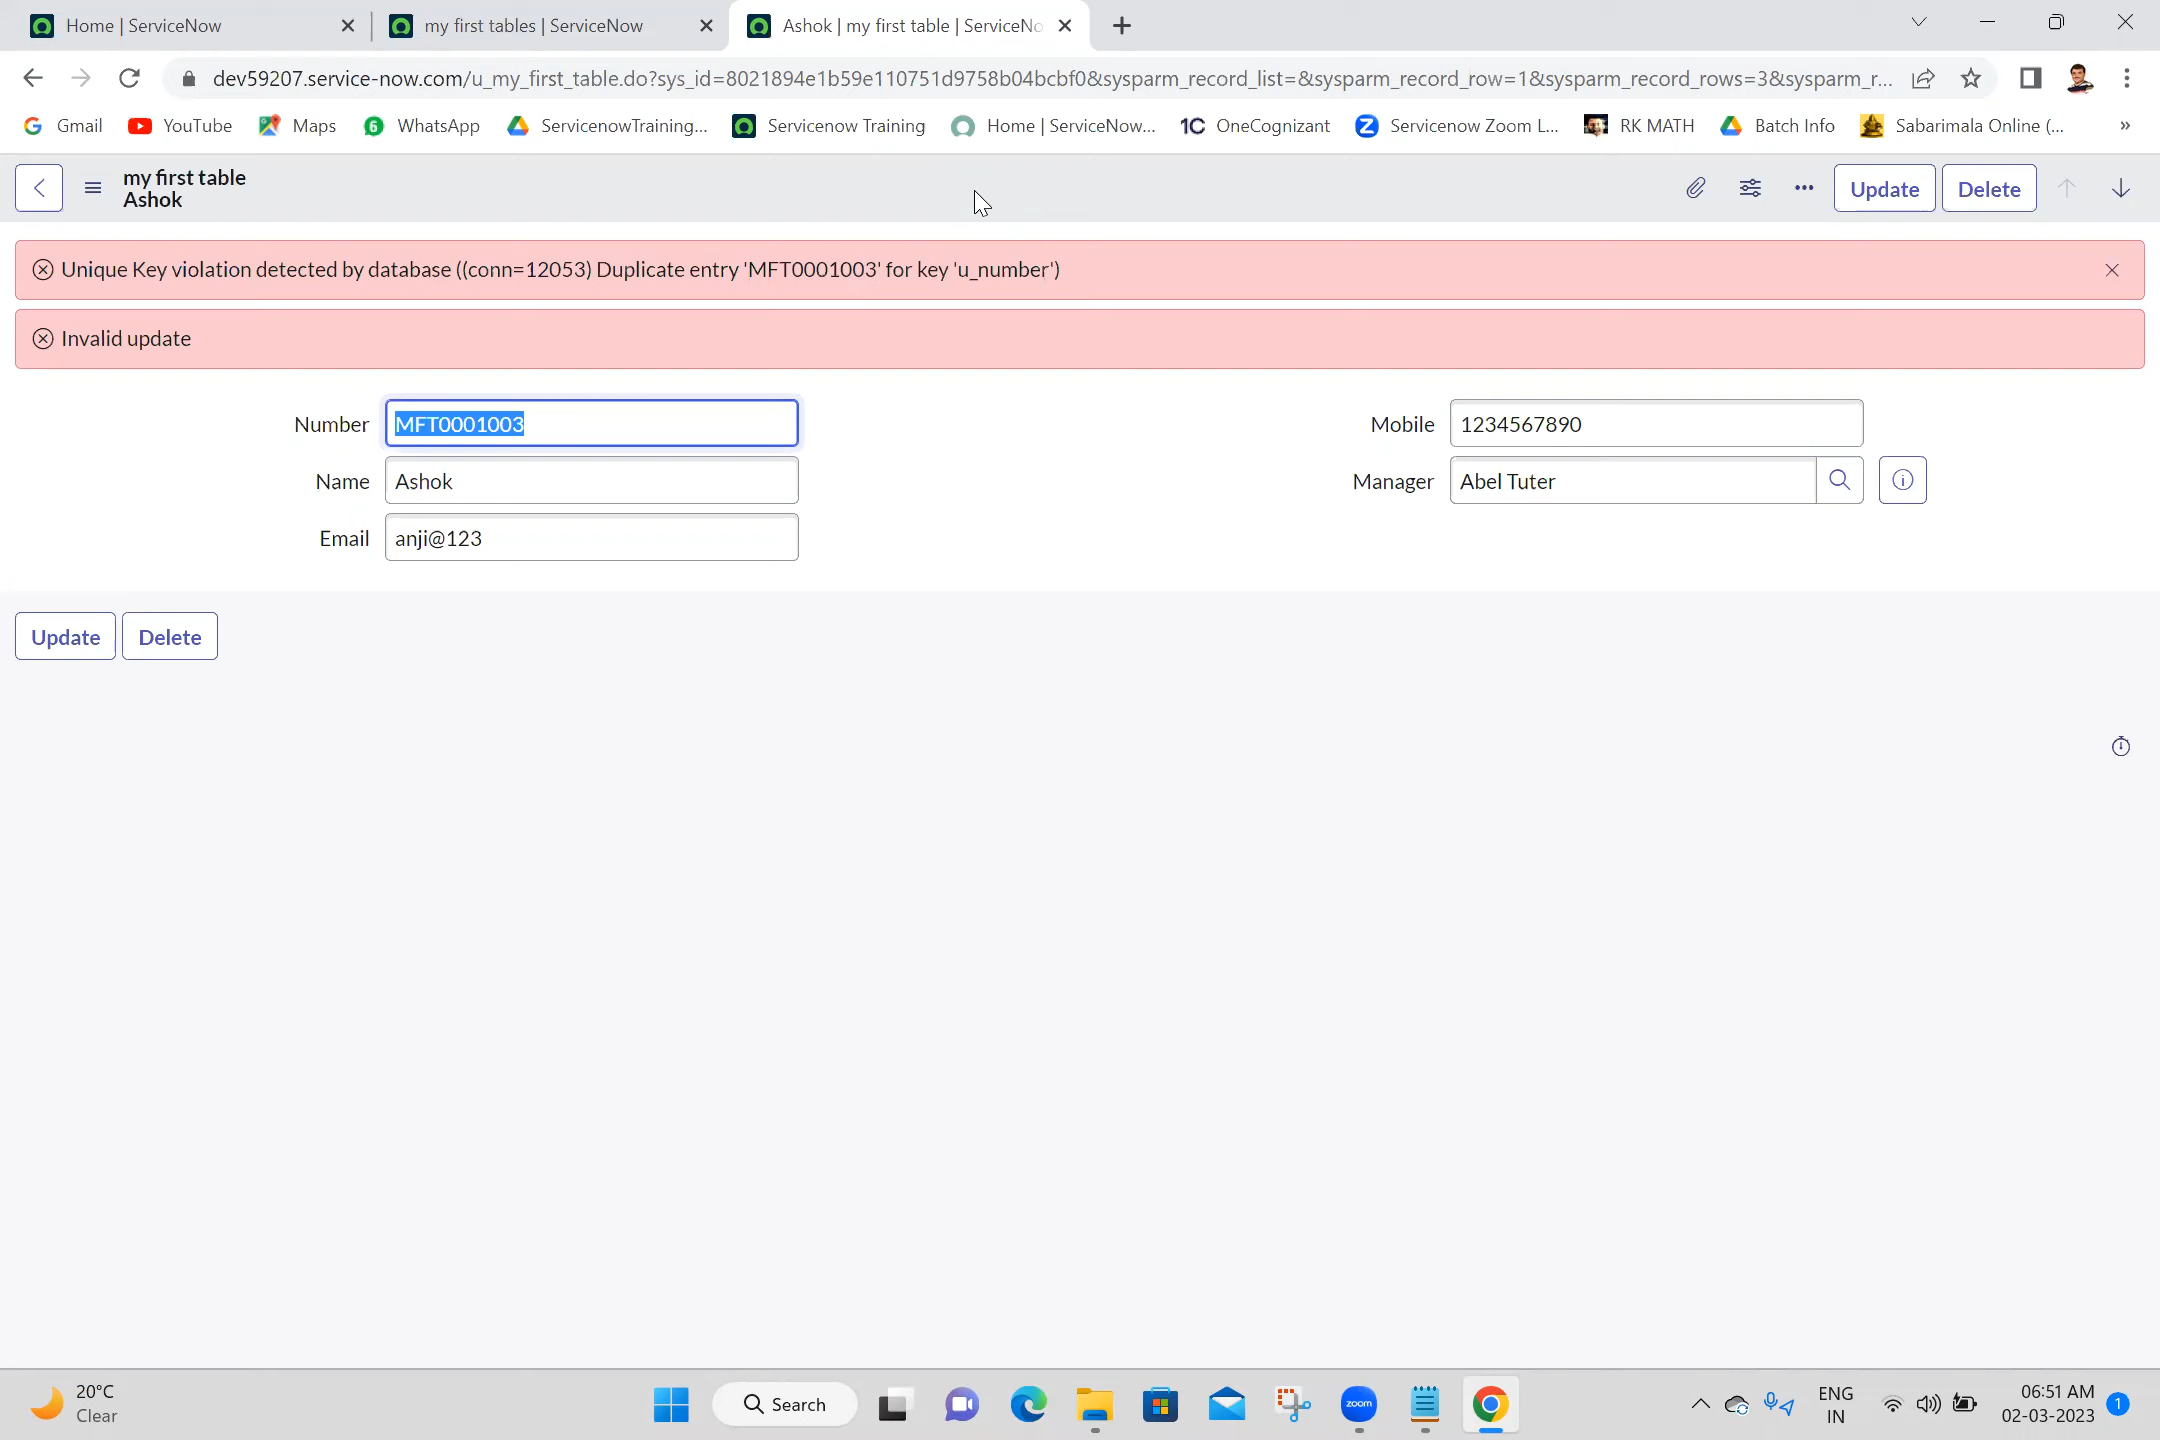 Home | ServiceNow
my first tables | ServiceNow
Ashok | my first table | ServiceNo
dev59207.service-now.com/u_my_first_table.do?sys_id=8021894e1b59e110751d9758b04bcbf0&sysparm_record_list=&sysparm_record_row=1&sysparm_record_rows=3&sysparm_r...
Gmail
YouTube
Maps
6
WhatsApp
ServicenowTraining...
Servicenow Training
Home | ServiceNow...
1C OneCognizant
Z
Servicenow Zoom L...
RK MATH
Batch Info
Sabarimala Online (...
»
my first table
Ashok
Update
Delete
Unique Key violation detected by database ((conn=12053) Duplicate entry 'MFT0001003' for key 'u_number')
Invalid update
Number MFT0001003
Mobile 1234567890
Name Ashok
Manager Abel Tuter
Email anji@123
Update
Delete
20°C
Clear
Search
zoom
ENG
IN
06:51 AM
02-03-2023
1